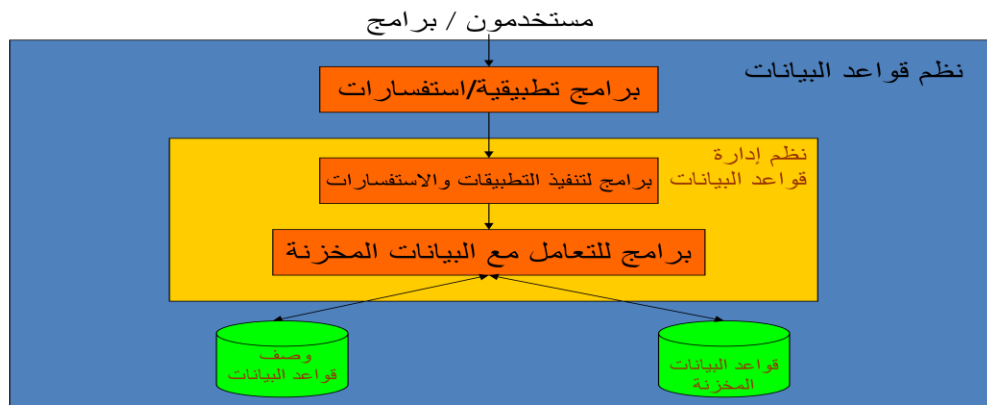 مستخدمون / برامج
نظم قواعد البيانات
برامج تطبيقية/استفسارات
نظم إدارة
قواعد البيانات
برامج لتنفيذ التطبيقات والاستفسارات
برامج للتعامل مع البيانات المخزنة
وصف
قواعد البيانات
قواعد البيانات
المخزنة